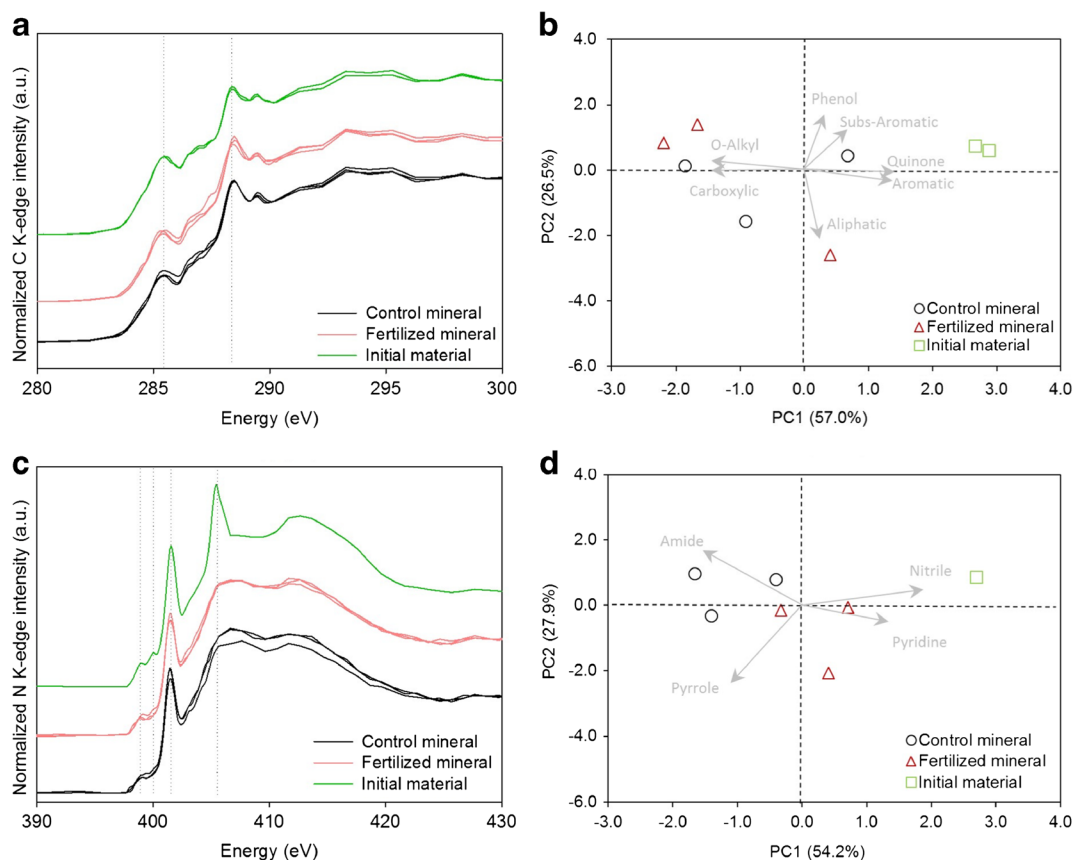 a
Normalized C K-edge intensity (a.u.)
Control mineral
Fertilized mineral
Initial material
280
285
290
295
300
Energy (eV)
b
4.0
2.0
0.0
-2.0
-4.0
-6.0
PC2 (26.5%)
Phenol
Subs-Aromatic
O-Alkyl
Quinone
Carboxylic
Aromatic
Aliphatic
Control mineral
Fertilized mineral
Initial material
-3.0
-2.0
-1.0
0.0
1.0
2.0
3.0
4.0
PC1 (57.0%)
c
Normalized N K-edge intensity (a.u.)
Control mineral
Fertilized mineral
Initial material
390
400
410
420
430
Energy (eV)
d
4.0
2.0
0.0
-2.0
-4.0
-6.0
PC2 (27.9%)
Amide
Nitrile
Pyridine
Pyrrole
Control mineral
Fertilized mineral
Initial material
-3.0
-2.0
-1.0
0.0
1.0
2.0
3.0
4.0
PC1 (54.2%)